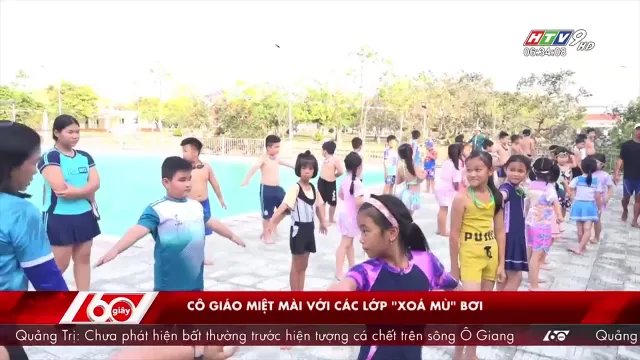 HTV9 HD
06:34:08
PUMA
60 giây
CÔ GIÁO MIỆT MÀI VỚI CÁC LỚP "XOÁ MÙ" BƠI
Quảng Trị: Chưa phát hiện bất thường trước hiện tượng cá chết trên sông Ô Giang
60
Quảng